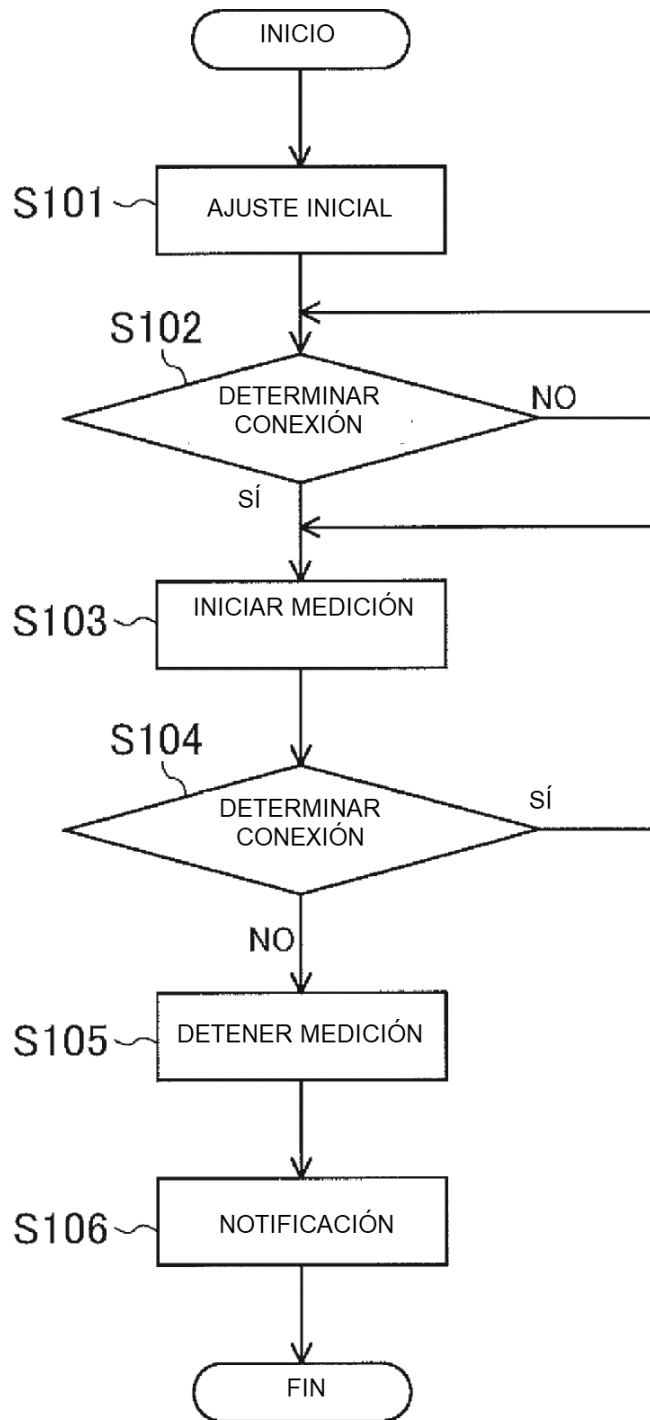 INICIO
S101
AJUSTE INICIAL
S102
DETERMINAR
CONEXIÓN
NO
SÍ
S103
INICIAR MEDICIÓN
S104
DETERMINAR
CONEXIÓN
SÍ
NO
S105
DETENER MEDICIÓN
S106
NOTIFICACIÓN
FIN